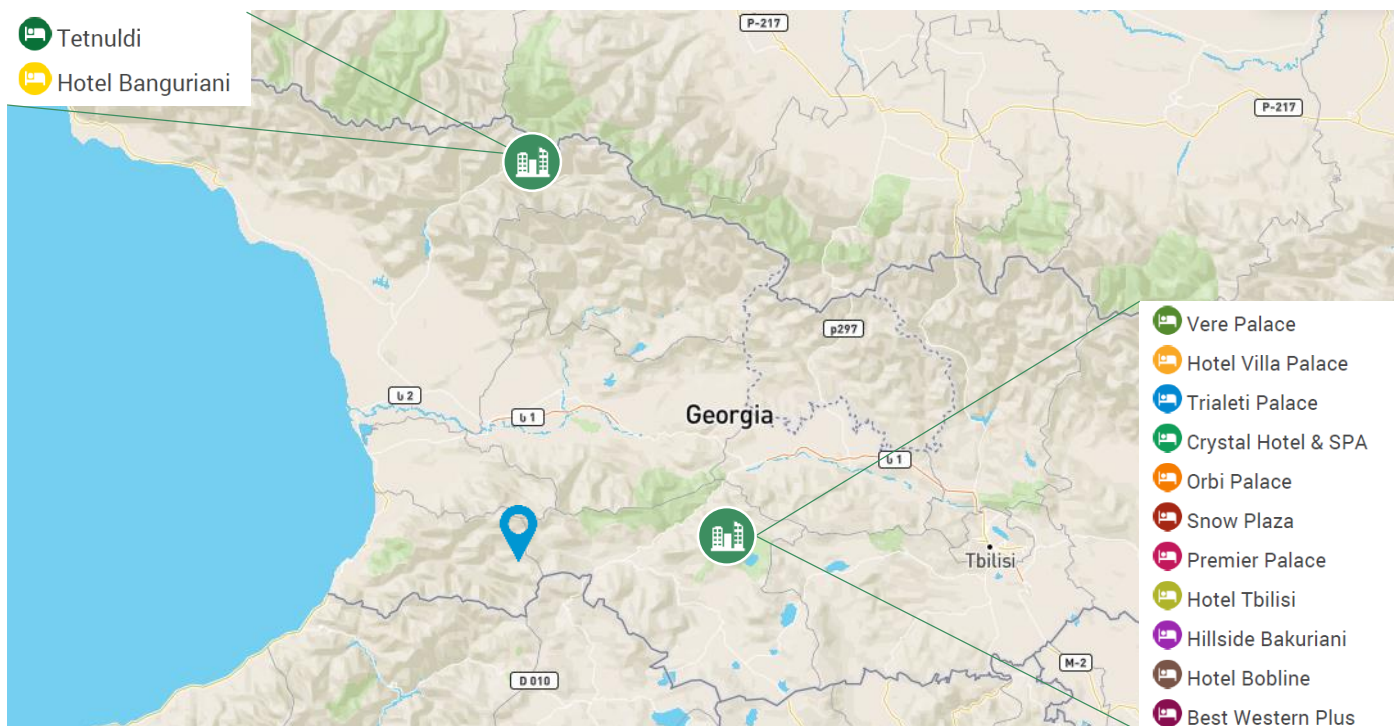 Tetnuldi
Hotel Banguriani
P-217
P-217
p297
ს 2
ს 1
Georgia
ს 1
Tbilisi
D 010
M-2
Vere Palace
Hotel Villa Palace
Trialeti Palace
Crystal Hotel & SPA
Orbi Palace
Snow Plaza
Premier Palace
Hotel Tbilisi
Hillside Bakuriani
Hotel Bobline
Best Western Plus